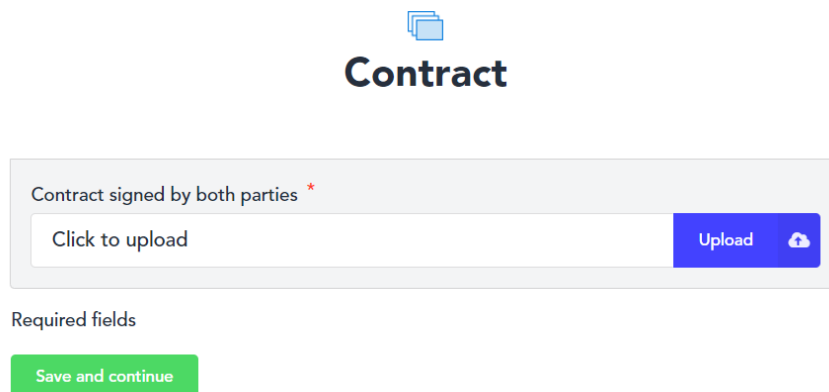 Contract
Contract signed by both parties *
Click to upload
Upload
Required fields
Save and continue